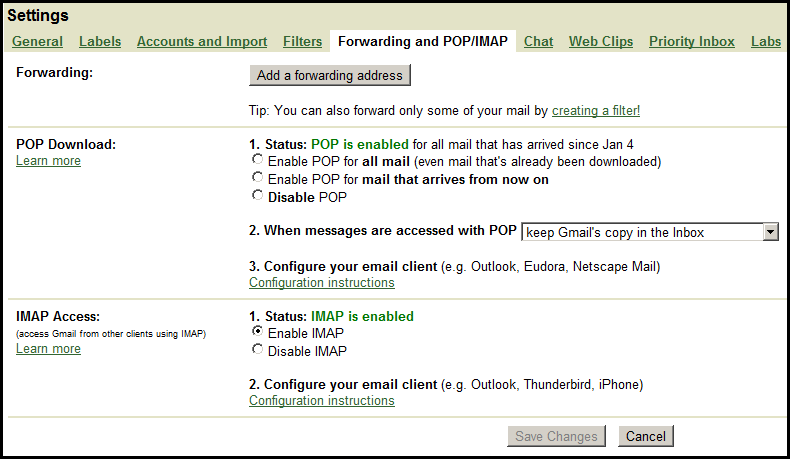 Settings
General Labels Accounts and Import Filters Forwarding and POP/IMAP Chat Web Clips Priority Inbox Labs
Forwarding:
Add a forwarding address
Tip: You can also forward only some of your mail by creating a filter!
POP Download:
Learn more
1. Status: POP is enabled for all mail that has arrived since Jan 4
Enable POP for all mail (even mail that's already been downloaded)
Enable POP for mail that arrives from now on
Disable POP
2. When messages are accessed with POP keep Gmail's copy in the Inbox
3. Configure your email client (e.g. Outlook, Eudora, Netscape Mail)
Configuration instructions
IMAP Access:
(access Gmail from other clients using IMAP)
Learn more
1. Status: IMAP is enabled
Enable IMAP
Disable IMAP
2. Configure your email client (e.g. Outlook, Thunderbird, iPhone)
Configuration instructions
Save Changes Cancel